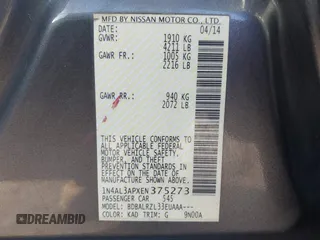 MFD BY NISSAN MOTOR CO., LTD.
DATE: 04/14
GVWR: 1910 KG
4211 LB
GAWR FR: 1005 KG
2216 LB
GAWR RR: 940 KG
2072 LB
THIS VEHICLE CONFORMS TO
ALL APPLICABLE FEDERAL
MOTOR VEHICLE SAFETY,
BUMPER, AND THEFT
PREVENTION STANDARDS
IN EFFECT ON THE DATE OF
MANUFACTURE SHOWN ABOVE.
1N4AL3APXEN375273
PASSENGER CAR 543
MODEL: BDBALRZL33EUAAA---
COLOR: KAD TRIM: G 9N00A